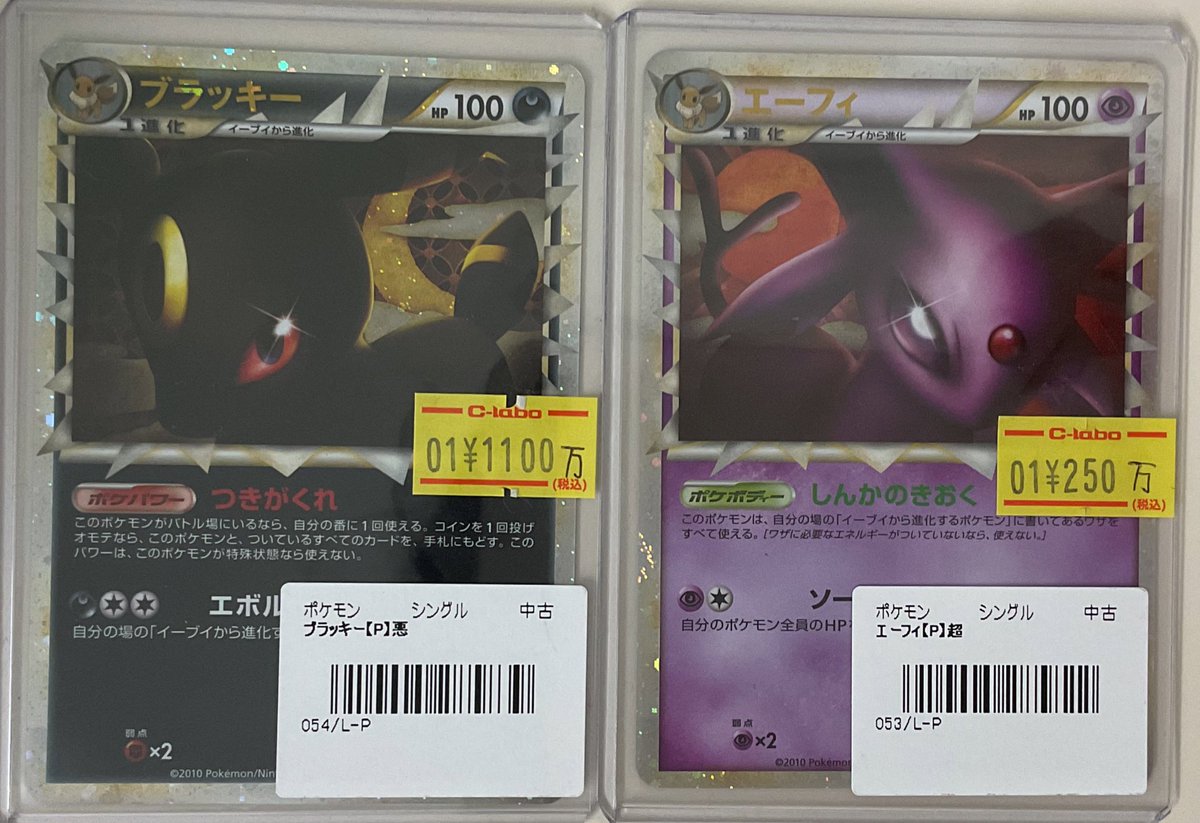 ブラッキー
HP 100
1進化
イーブイから進化
C-labo
01¥1100万
(税込)
ポケパワー つきがくれ
このポケモンがバトル場にいるなら、自分の番に1回使える。コインを1回投げ
オモテなら、このポケモンと、ついているすべてのカードを、手札にもどす。この
パワーは、このポケモンが特殊状態なら使えない。
エボル
自分の場の「イーブイから進化す
ポケモン シングル 中古
ブラッキー【P】悪
054/L-P
弱点
×2
©2010 Pokémon/Nin
エーフィ
HP 100
1進化
イーブイから進化
C-labo
01¥250万
(税込)
ポケボディー しんかのきおく
このポケモンは、自分の場の「イーブイから進化するポケモン」に書いてあるワザを
すべて使える。[ワザに必要なエネルギーがついていないなら、使えない。]
ソー
自分のポケモン全員のHP
ポケモン シングル 中古
エーフィ【P】超
053/L-P
弱点
×2
©2010 Pokémon